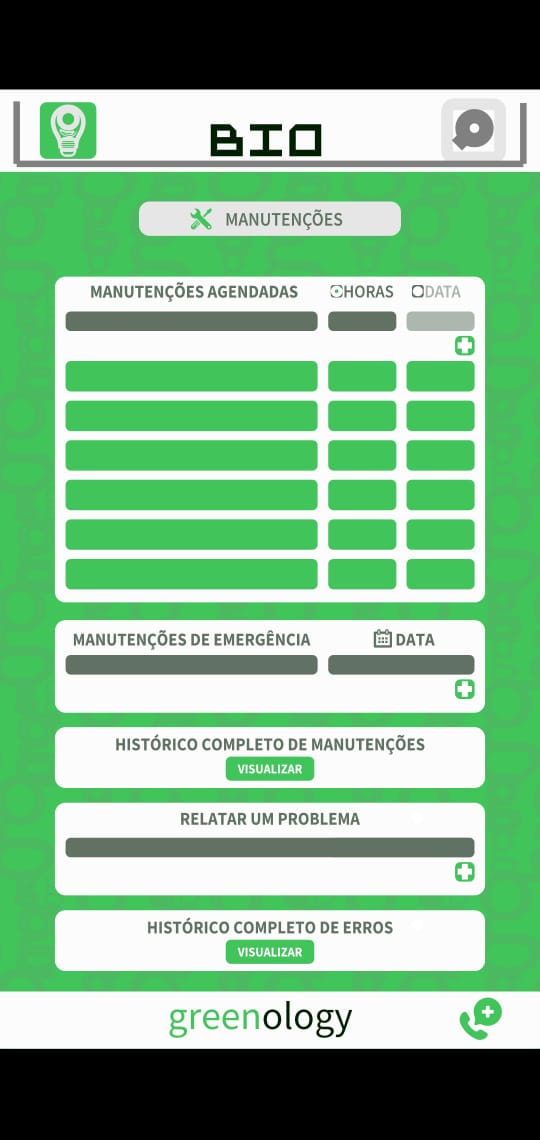 BIO
MANUTENÇÕES
MANUTENÇÕES AGENDADAS HORAS DATA
MANUTENÇÕES DE EMERGÊNCIA DATA
HISTÓRICO COMPLETO DE MANUTENÇÕES
VISUALIZAR
RELATAR UM PROBLEMA
HISTÓRICO COMPLETO DE ERROS
VISUALIZAR
greenology